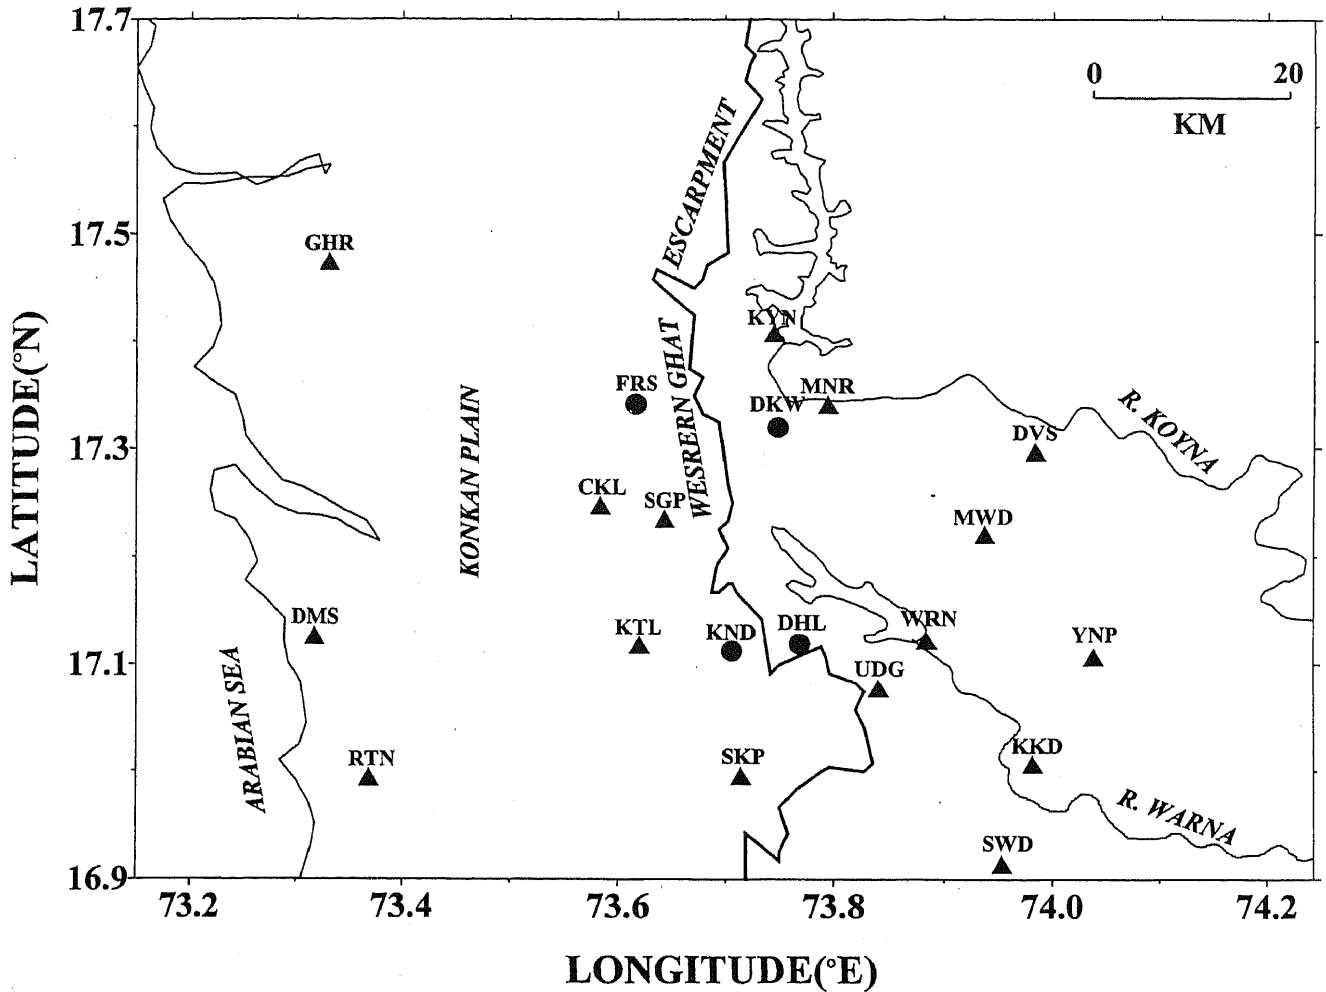 17.7
0 20
KM
ESCARPMENT
17.5
GHR
KYN
WESRERN GHAT
FRS
MNR
DKW
R. KOYNA
DVS
17.3
KONKAN PLAIN
CKL
SGP
MWD
LATITUDE(°N)
DMS
KTL
KND
DHL
WRN
YNP
17.1
UDG
ARABIAN SEA
RTN
SKP
KKD
R. WARNA
SWD
16.9
73.2 73.4 73.6 73.8 74.0 74.2
LONGITUDE(°E)